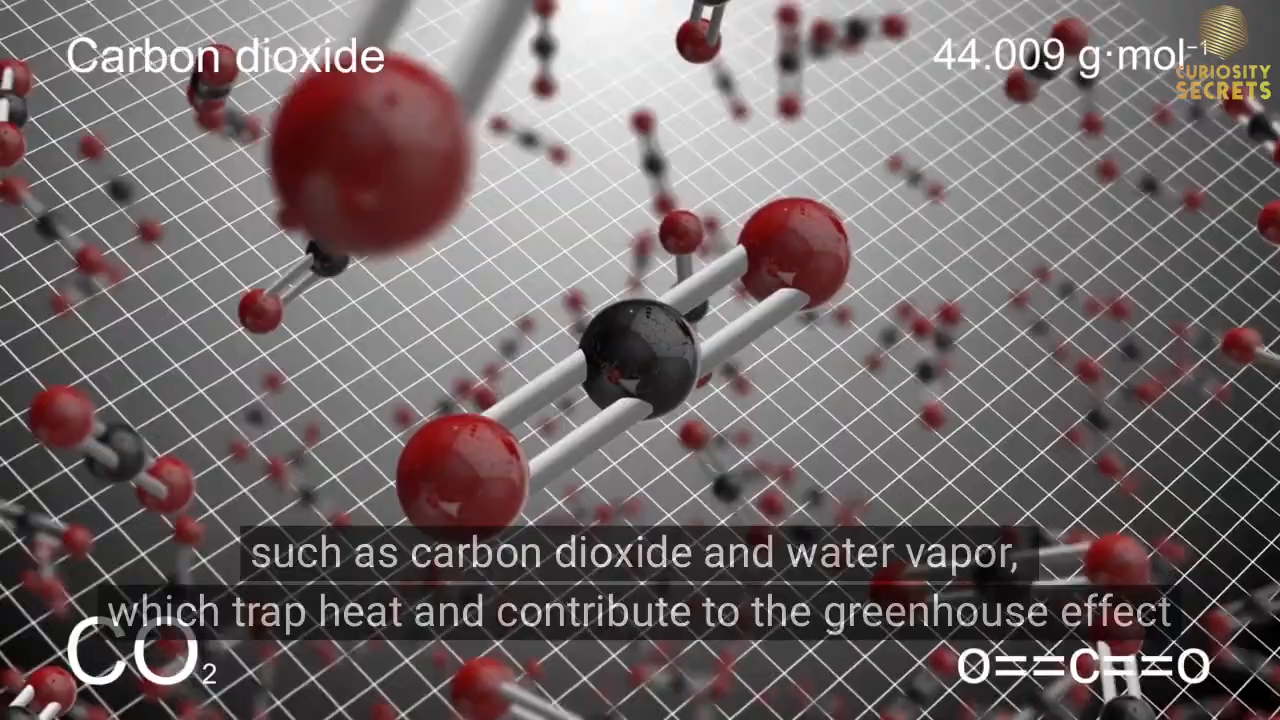 Carbon dioxide
44.009 g·mol⁻¹
CURIOSITY
SECRETS
such as carbon dioxide and water vapor,
which trap heat and contribute to the greenhouse effect
CO₂
O==C==O